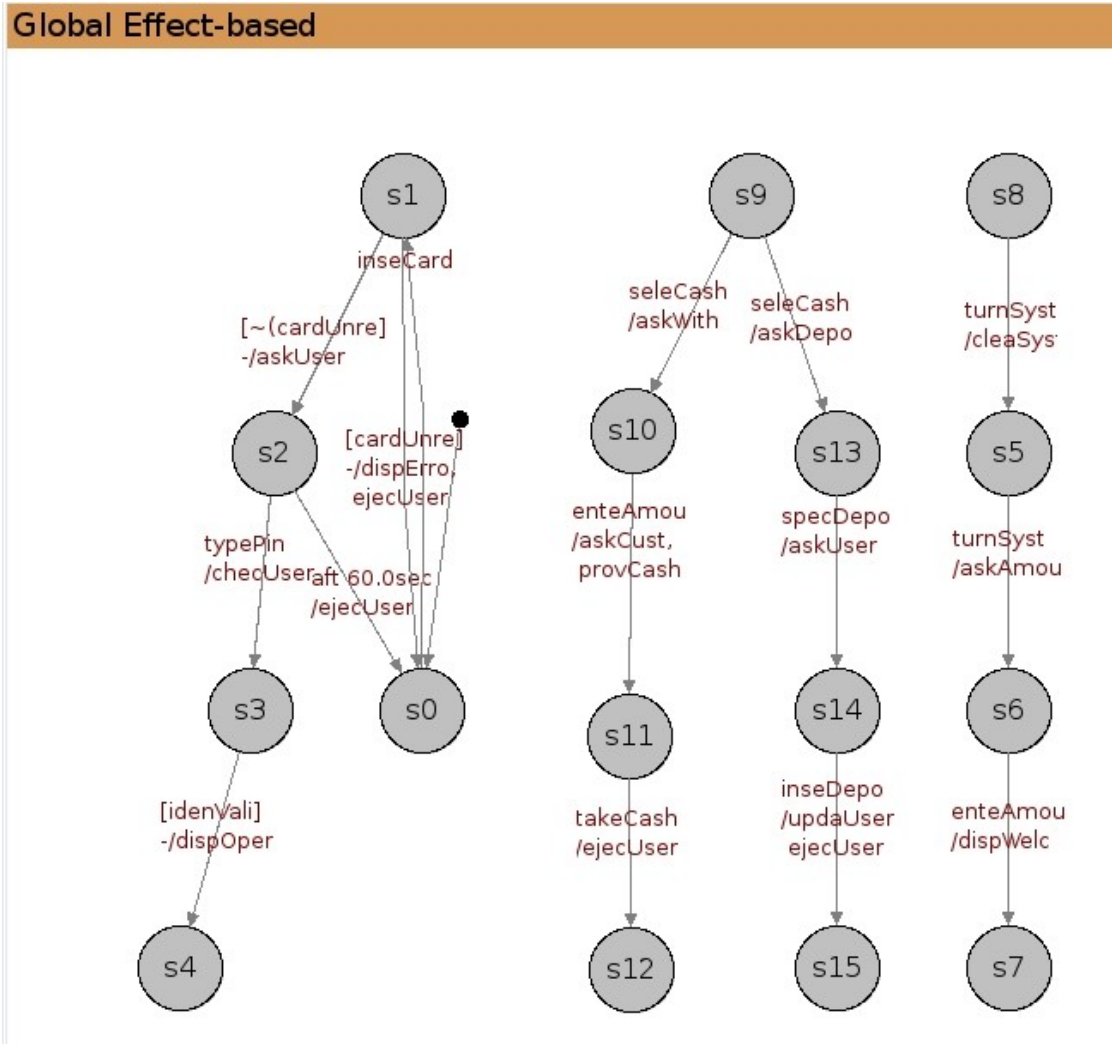 Global Effect-based
s1
s9
s8
inseCard
seleCash
/askWith
seleCash
/askDepo
turnSyst
/cleaSys
[~(cardUnre]
-/askUser
s2
[cardUnre]
-/dispErro,
ejecUser
s10
s13
s5
typePin
/checUser
aft 60.0sec
/ejecUser
enteAmou
/askCust,
provCash
specDepo
/askUser
turnSyst
/askAmou
s3
s0
s11
s14
s6
[idenVali]
-/dispOper
takeCash
/ejecUser
inseDepo
/updaUser
ejecUser
enteAmou
/dispWelc
s4
s12
s15
s7